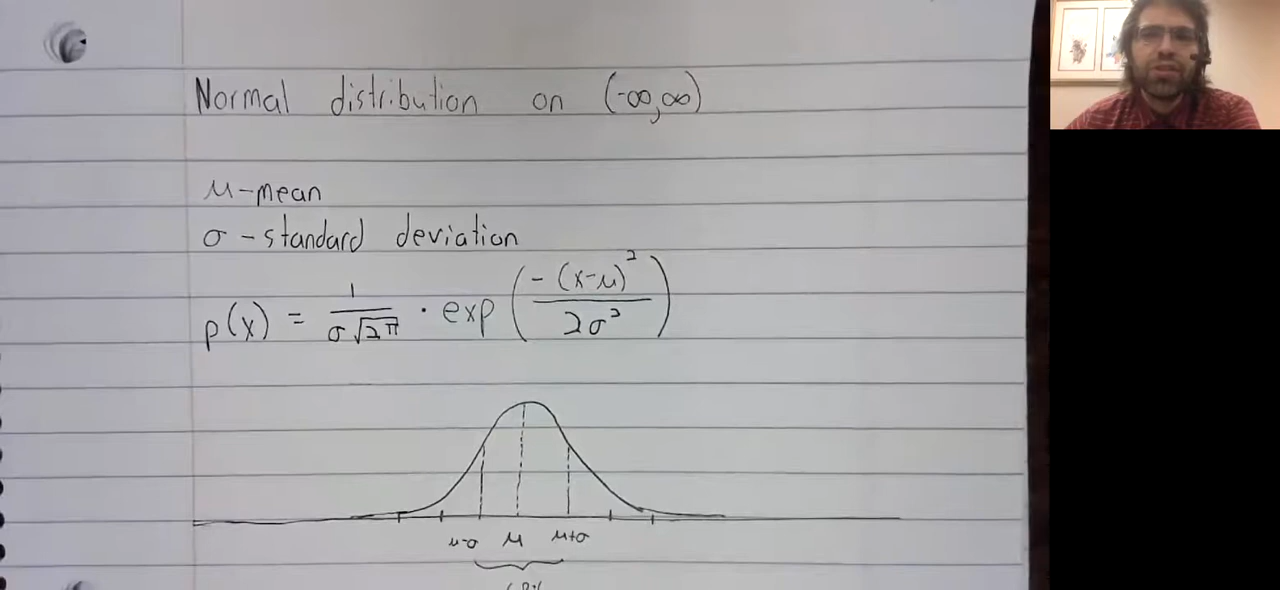 Normal distribution on (-∞,∞)
μ-mean
σ-standard deviation
p(x) = 1/(σ√2π) · exp(-(x-μ)²/2σ²)
μ-σ μ μ+σ